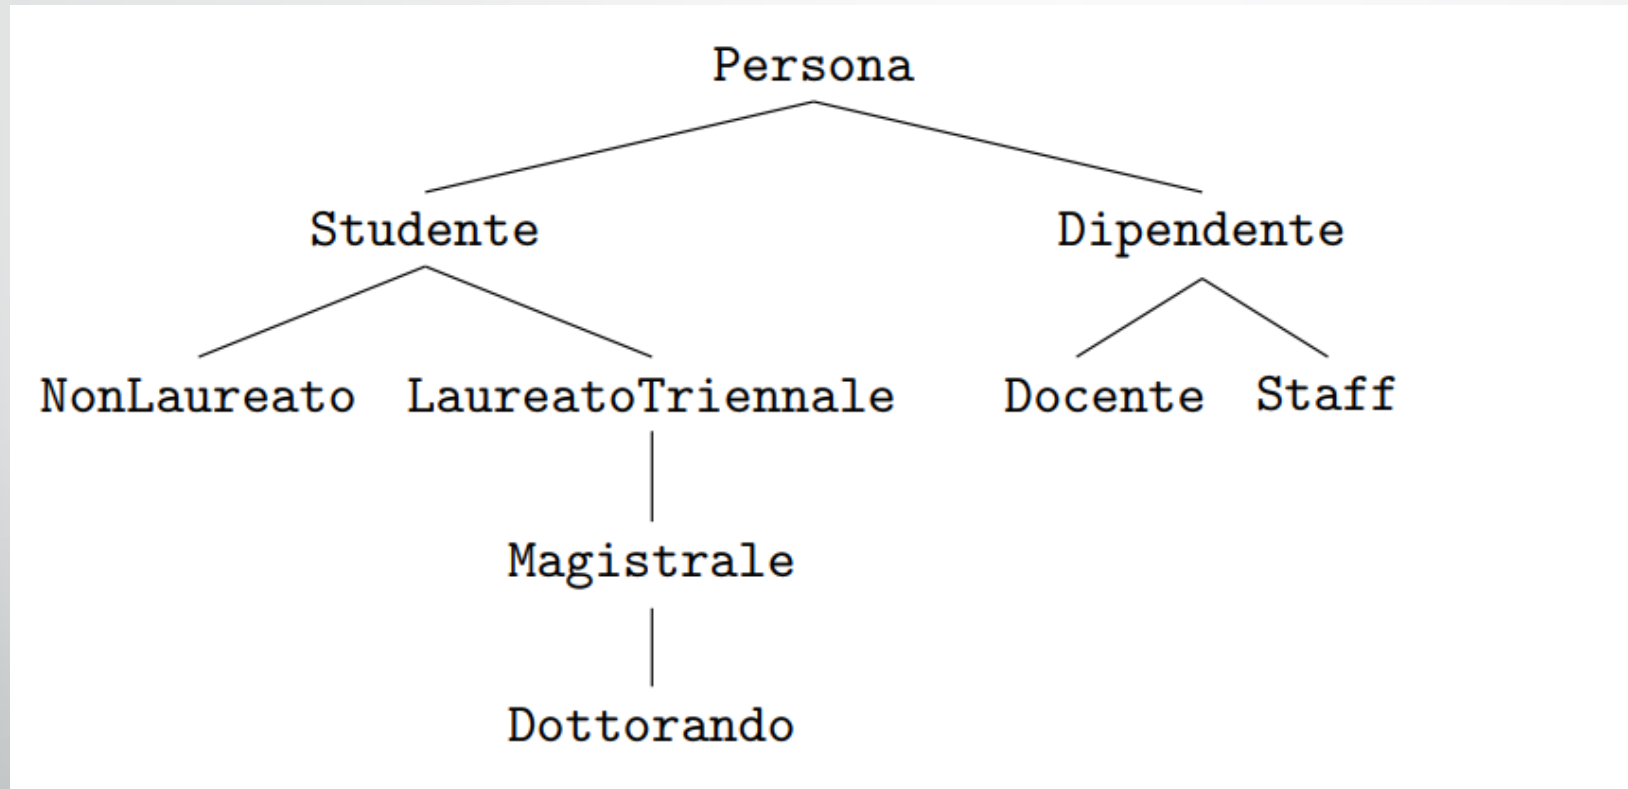 Persona
Studente Dipendente
NonLaureato LaureatoTriennale Docente Staff
Magistrale
Dottorando